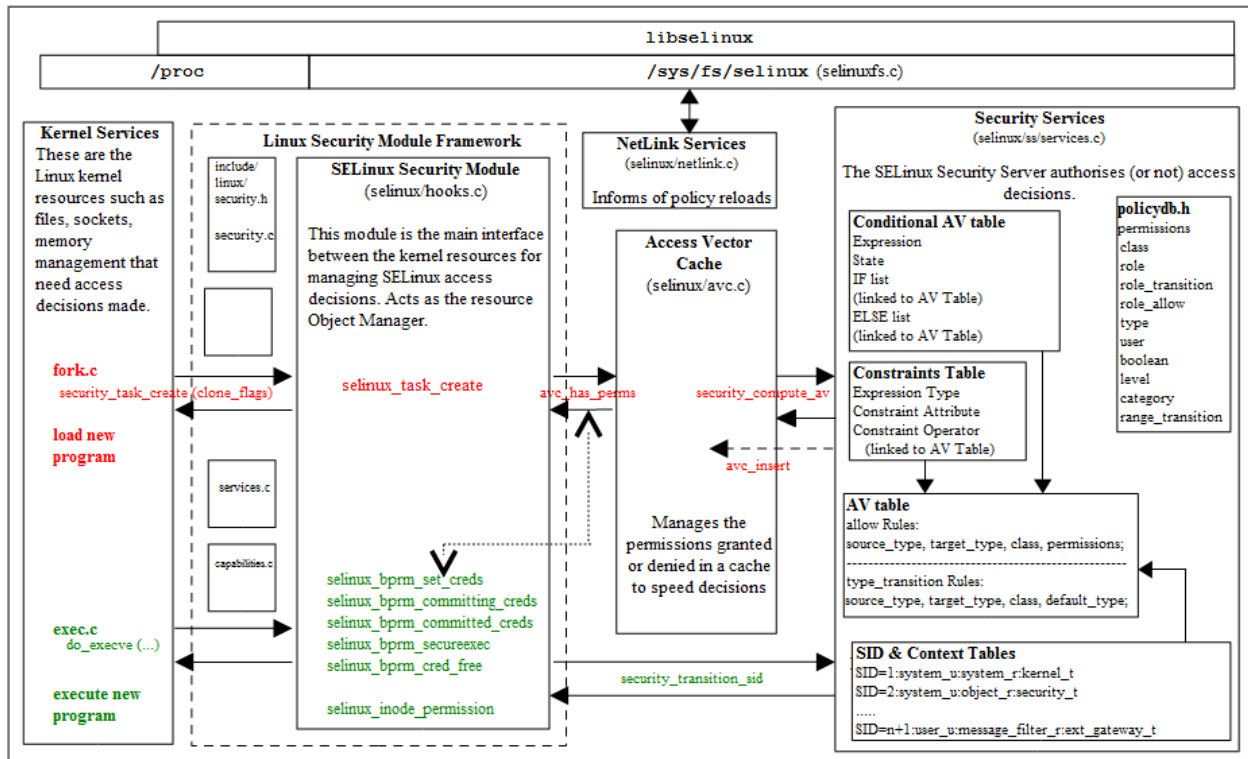 libselinux
/proc
/sys/fs/selinux (selinuxfs.c)
Kernel Services
These are the
Linux kernel
resources such as
files, sockets,
memory
management that
need access
decisions made.
fork.c
security_task_create (clone_flags)
load new
program
exec.c
do_execve (...)
execute new
program
Linux Security Module Framework
include/
linux/
security.h
security.c
services.c
capabilities.c
SELinux Security Module
(selinux/hooks.c)
This module is the main interface
between the kernel resources for
managing SELinux access
decisions. Acts as the resource
Object Manager.
selinux_task_create
selinux_bprm_set_creds
selinux_bprm_committing_creds
selinux_bprm_committed_creds
selinux_bprm_secureexec
selinux_bprm_cred_free
selinux_inode_permission
avc_has_perms
NetLink Services
(selinux/netlink.c)
Informs of policy reloads
Access Vector
Cache
(selinux/avc.c)
security_compute_av
avc_insert
Manages the
permissions granted
or denied in a cache
to speed decisions
security_transition_sid
Security Services
(selinux/ss/services.c)
The SELinux Security Server authorises (or not) access
decisions.
Conditional AV table
Expression
State
IF list
(linked to AV Table)
ELSE list
(linked to AV Table)
policydb.h
permissions
class
role
role_transition
role_allow
type
user
boolean
level
category
range_transition
Constraints Table
Expression Type
Constraint Attribute
Constraint Operator
(linked to AV Table)
AV table
allow Rules:
source_type, target_type, class, permissions;
------------------------------------------------------------
type_transition Rules:
source_type, target_type, class, default_type;
SID & Context Tables
SID=1:system_u:system_r:kernel_t
SID=2:system_u:object_r:security_t
.....
SID=n+1:user_u:message_filter_r:ext_gateway_t